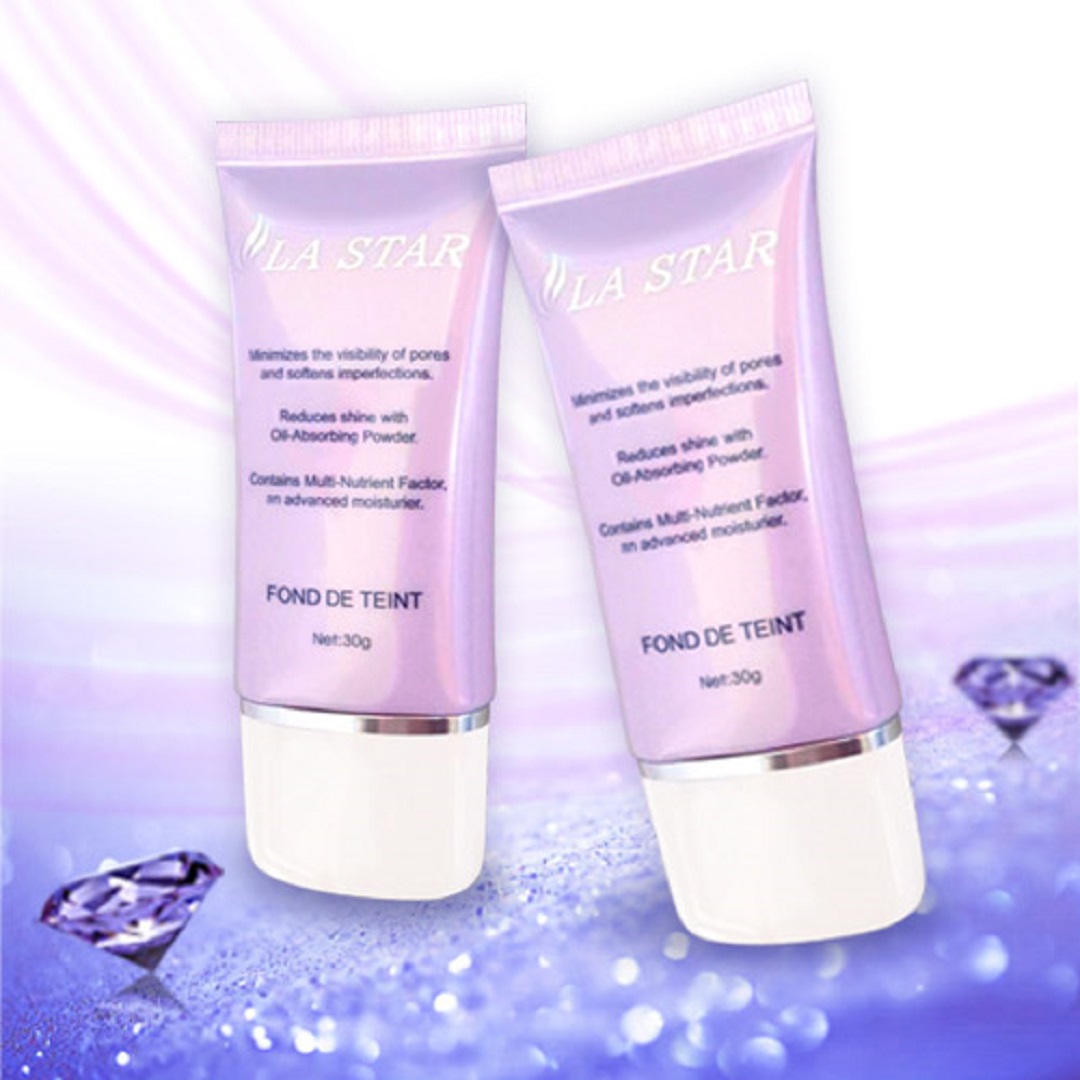 LA STAR
Minimizes the visibility of pores
and softens imperfections.
Reduces shine with
Oil-Absorbing Powder.
Contains Multi-Nutrient Factor,
an advanced moisturier.
FOND DE TEINT
Net:30g
LA STAR
Minimizes the visibility of pores
and softens imperfections.
Reduces shine with
Oil-Absorbing Powder.
Contains Multi-Nutrient Factor,
an advanced moisturier.
FOND DE TEINT
Net:30g